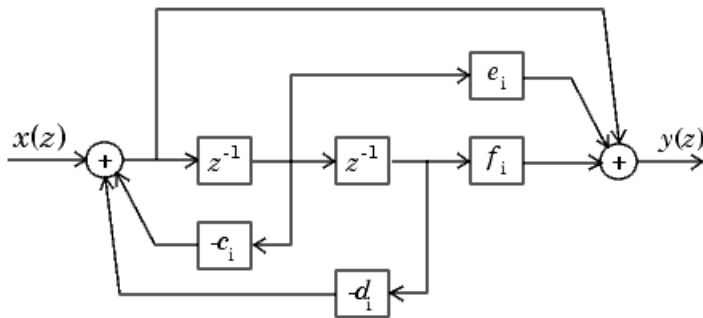 eᵢ
x(z)
y(z)
+
z⁻¹
z⁻¹
fᵢ
+
-cᵢ
-dᵢ